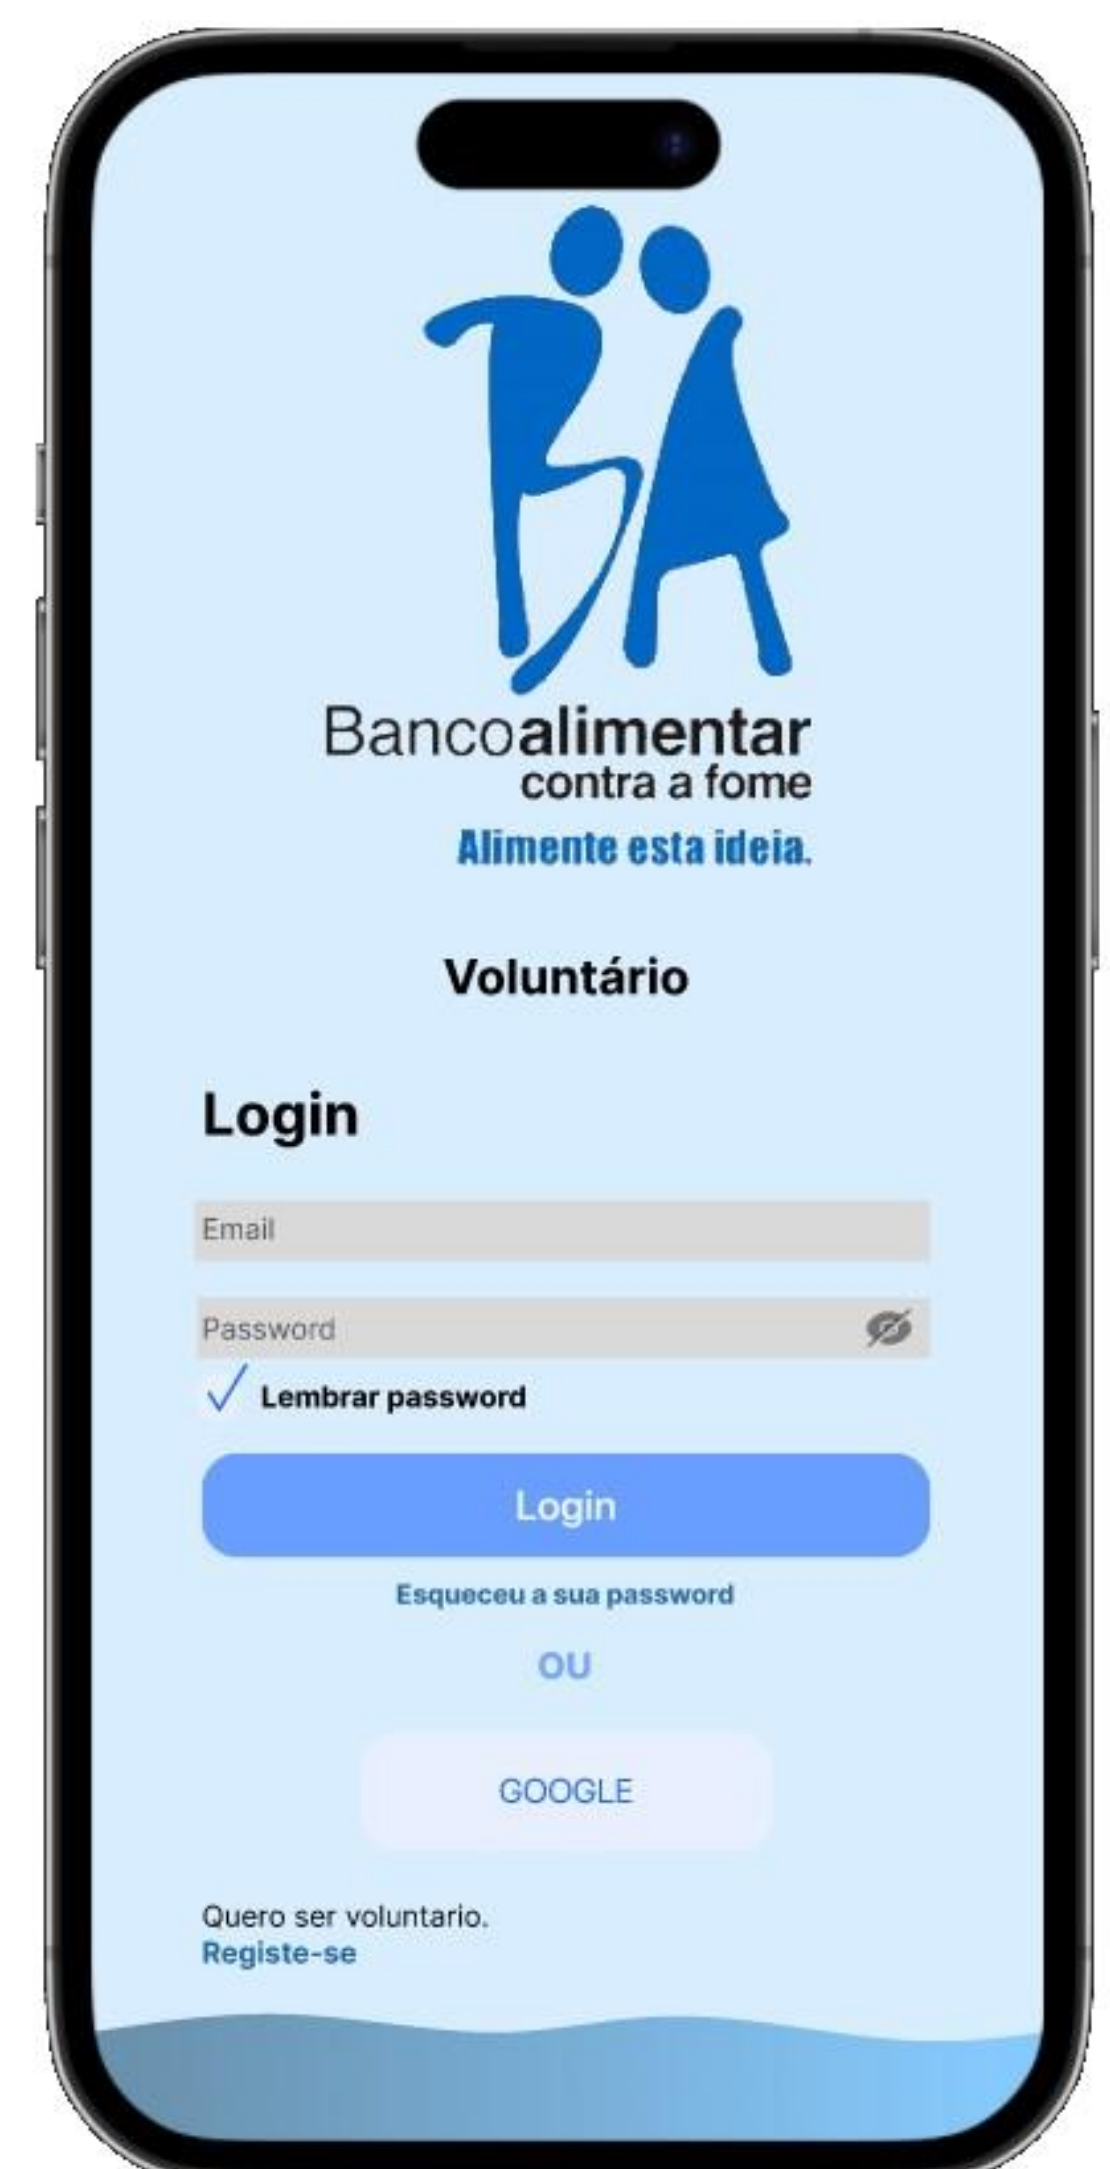 BA
Bancoalimentar
contra a fome
Alimente esta ideia.
Voluntário
Login
Email
Password
Lembrar password
Login
Esqueceu a sua password
OU
GOOGLE
Quero ser voluntario.
Registe-se